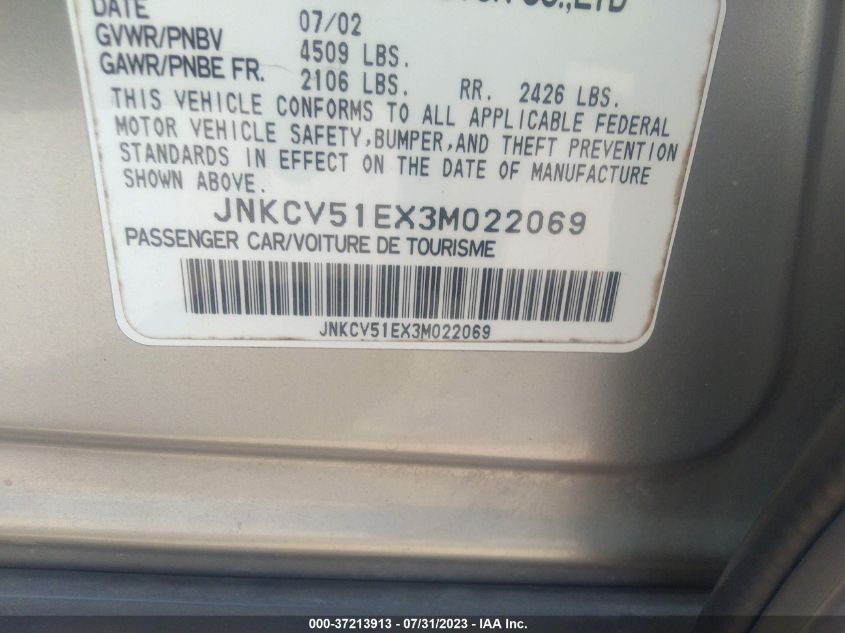 DATE 07/02 CO.,LTD
GVWR/PNBV 4509 LBS.
GAWR/PNBE FR. 2106 LBS. RR. 2426 LBS.
THIS VEHICLE CONFORMS TO ALL APPLICABLE FEDERAL
MOTOR VEHICLE SAFETY,BUMPER,AND THEFT PREVENTION
STANDARDS IN EFFECT ON THE DATE OF MANUFACTURE
SHOWN ABOVE.
JNKCV51EX3M022069
PASSENGER CAR/VOITURE DE TOURISME
JNKCV51EX3M022069
000-37213913 - 07/31/2023 - IAA Inc.